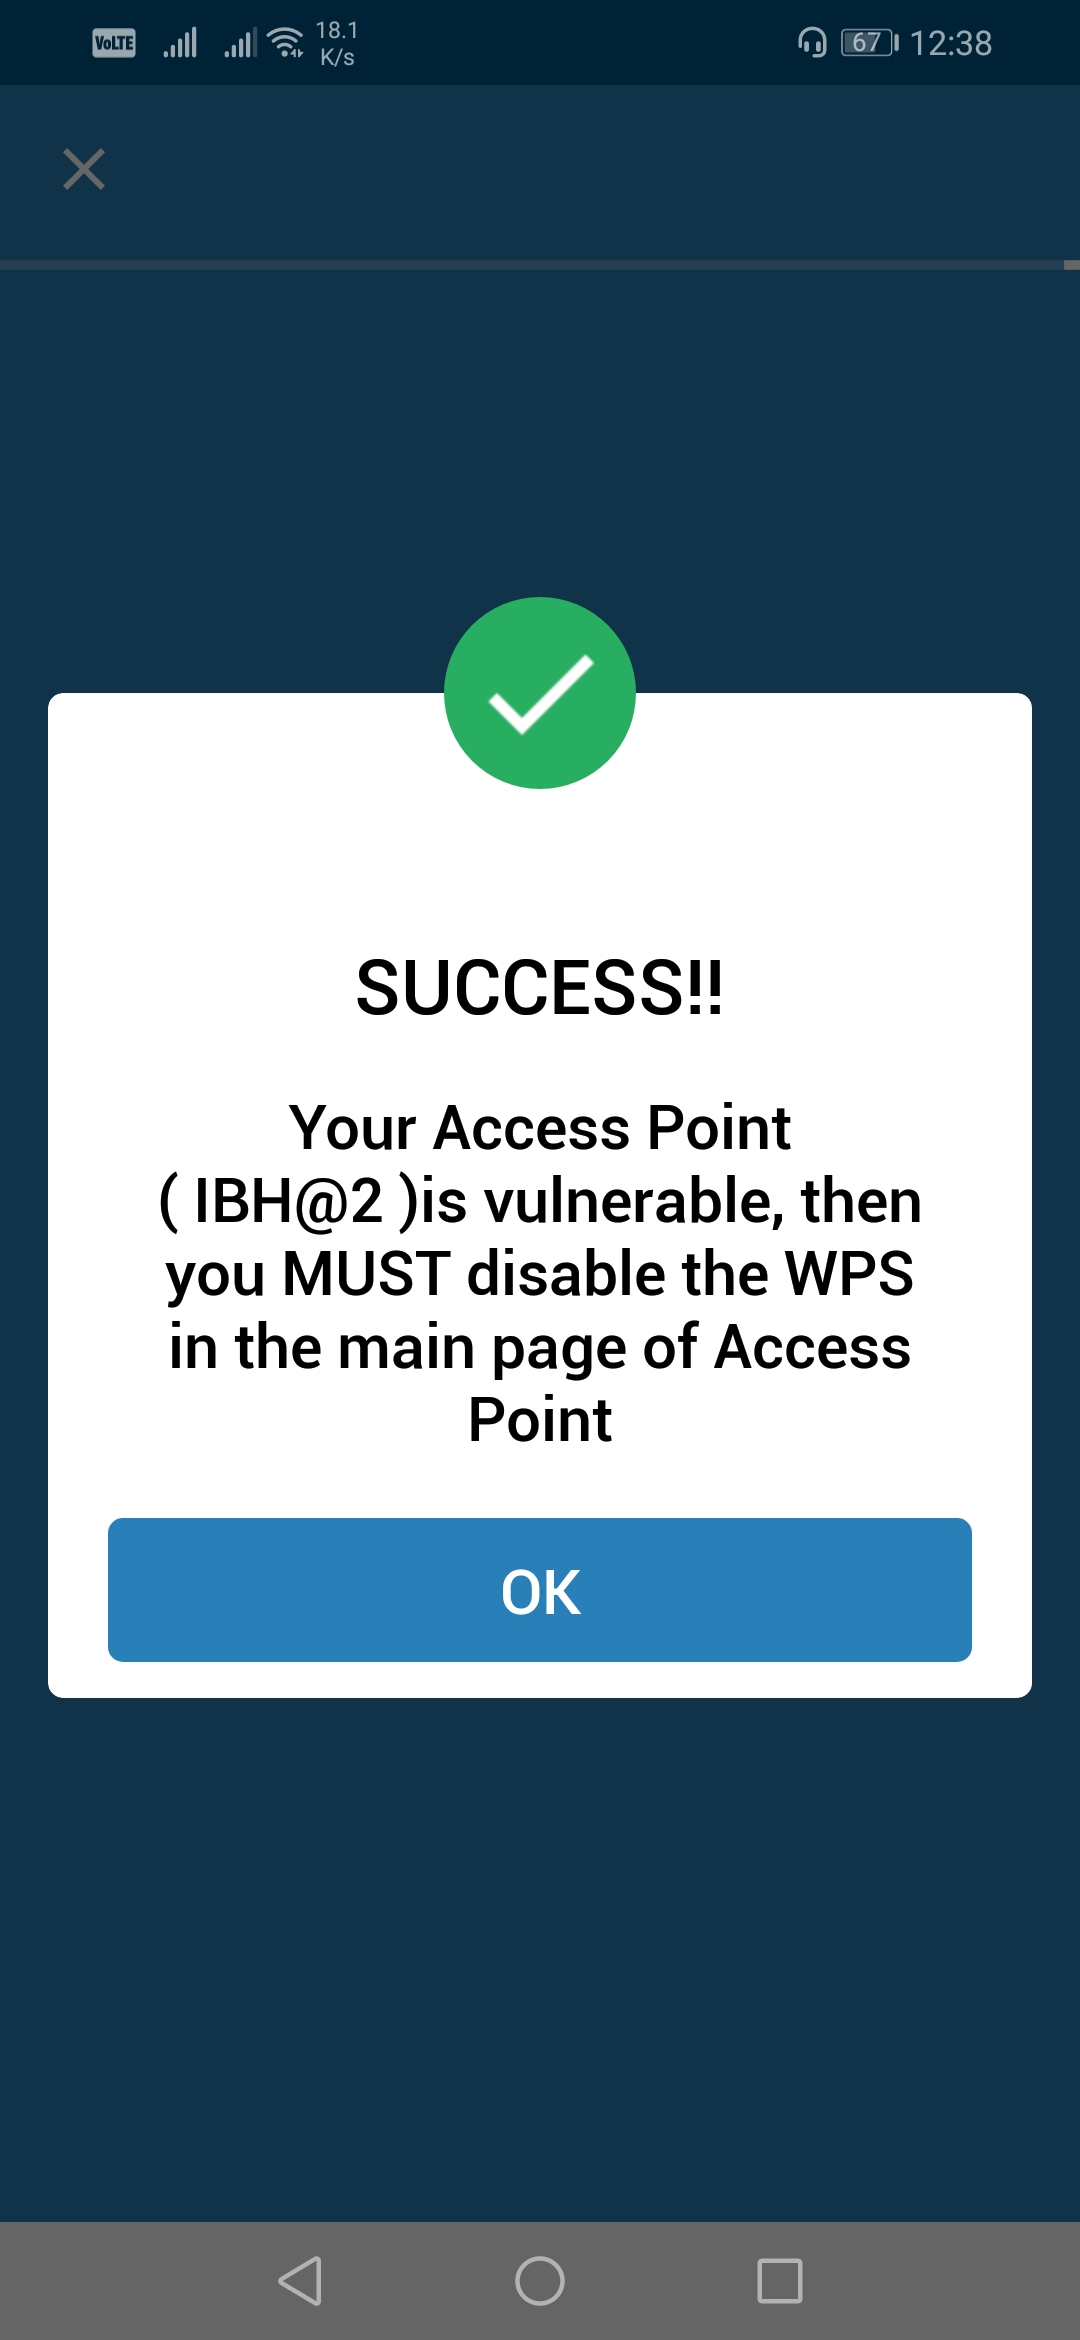 VoLTE 18.1 K/s 67 12:38
SUCCESS!!
Your Access Point
( IBH@2 )is vulnerable, then
you MUST disable the WPS
in the main page of Access
Point
OK